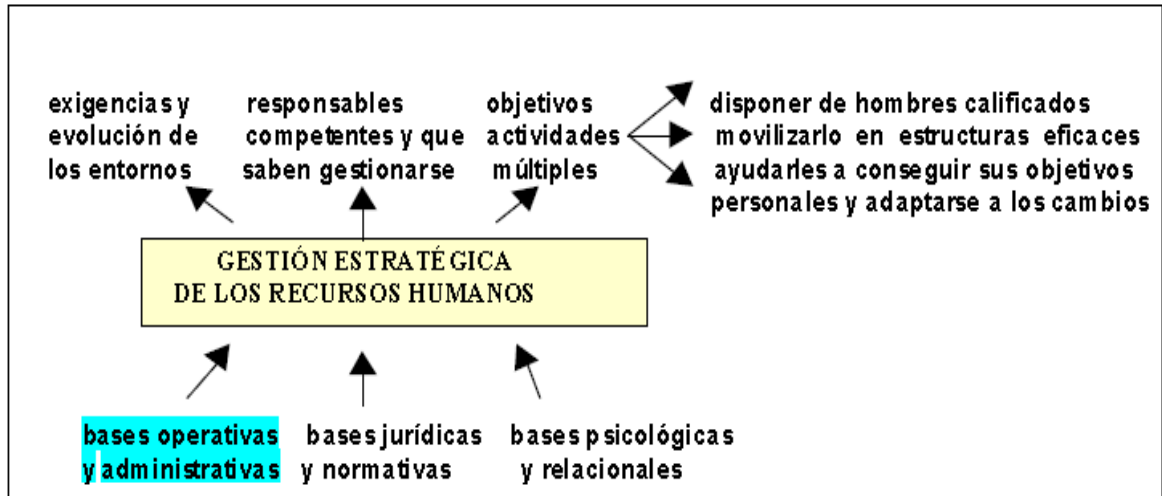 exigencias y
evolución de
los entornos
responsables
competentes y que
saben gestionarse
objetivos
actividades
múltiples
disponer de hombres calificados
movilizarlo en estructuras eficaces
ayudarles a conseguir sus objetivos
personales y adaptarse a los cambios
GESTIÓN ESTRATÉGICA
DE LOS RECURSOS HUMANOS
bases operativas
y administrativas
bases jurídicas
y normativas
bases psicológicas
y relacionales